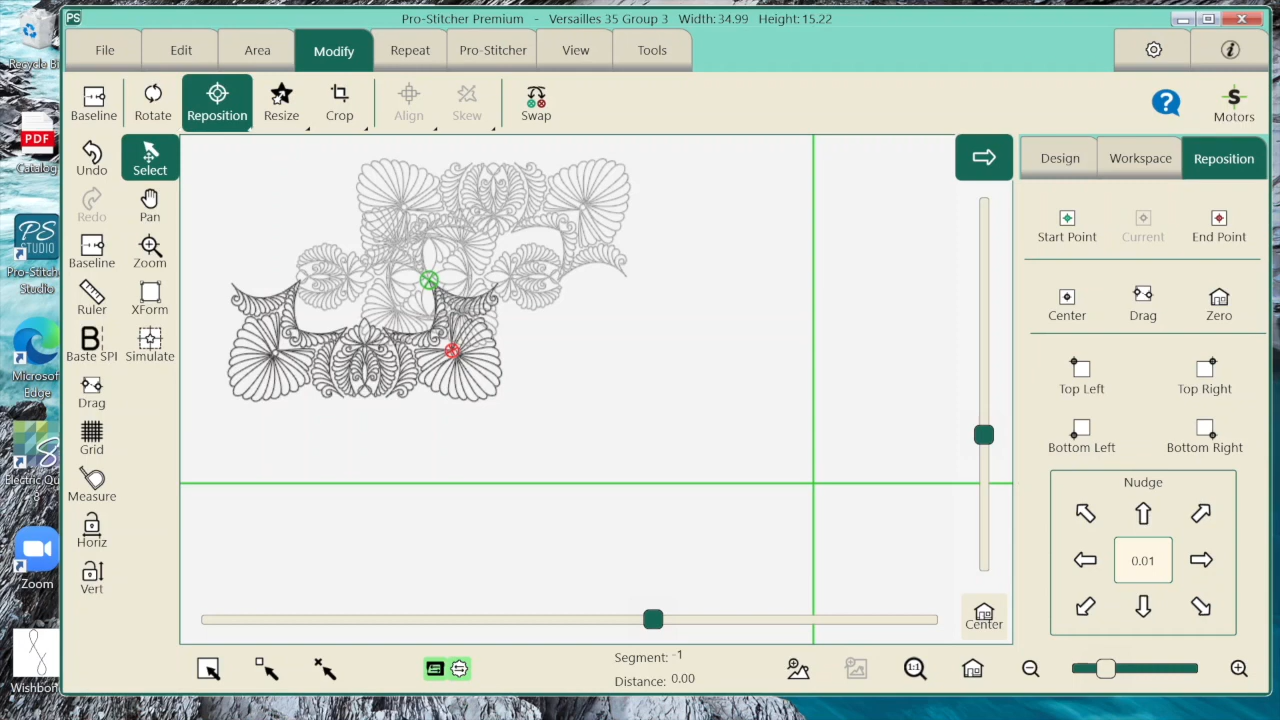 Pro-Stitcher Premium - Versailles 35 Group 3 Width: 34.99 Height: 15.22
PS
File Edit Area Modify Repeat Pro-Stitcher View Tools
Baseline Rotate Reposition Resize Crop Align Skew Swap Motors
Recycle Bi
PDF
Catalog
PS
STUDIO
Pro-Stitch
Studio
Microsof
Edge
Electric Qu
8
Zoom
Wishbon
Undo Select
Redo Pan
Baseline Zoom
Ruler XForm
Baste SPI Simulate
Drag
Grid
Measure
Horiz
Vert
Center
Design Workspace Reposition
Start Point Current End Point
Center Drag Zero
Top Left Top Right
Bottom Left Bottom Right
Nudge
0.01
Segment: -1
Distance: 0.00
1:1